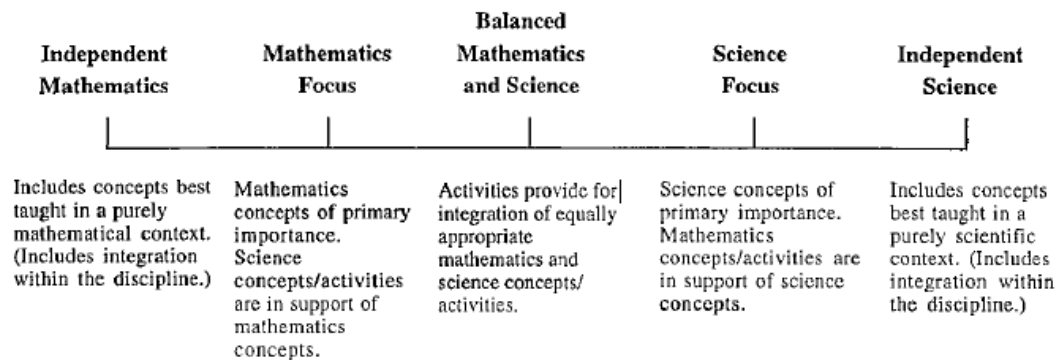 Independent
Mathematics
Mathematics
Focus
Balanced
Mathematics
and Science
Science
Focus
Independent
Science
Includes concepts best
taught in a purely
mathematical context.
(Includes integration
within the discipline.)
Mathematics
concepts of primary
importance.
Science
concepts/activities
are in support of
mathematics
concepts.
Activities provide for
integration of equally
appropriate
mathematics and
science concepts/
activities.
Science concepts of
primary importance.
Mathematics
concepts/activities are
in support of science
concepts.
Includes concepts
best taught in a
purely scientific
context. (Includes
integration within
the discipline.)